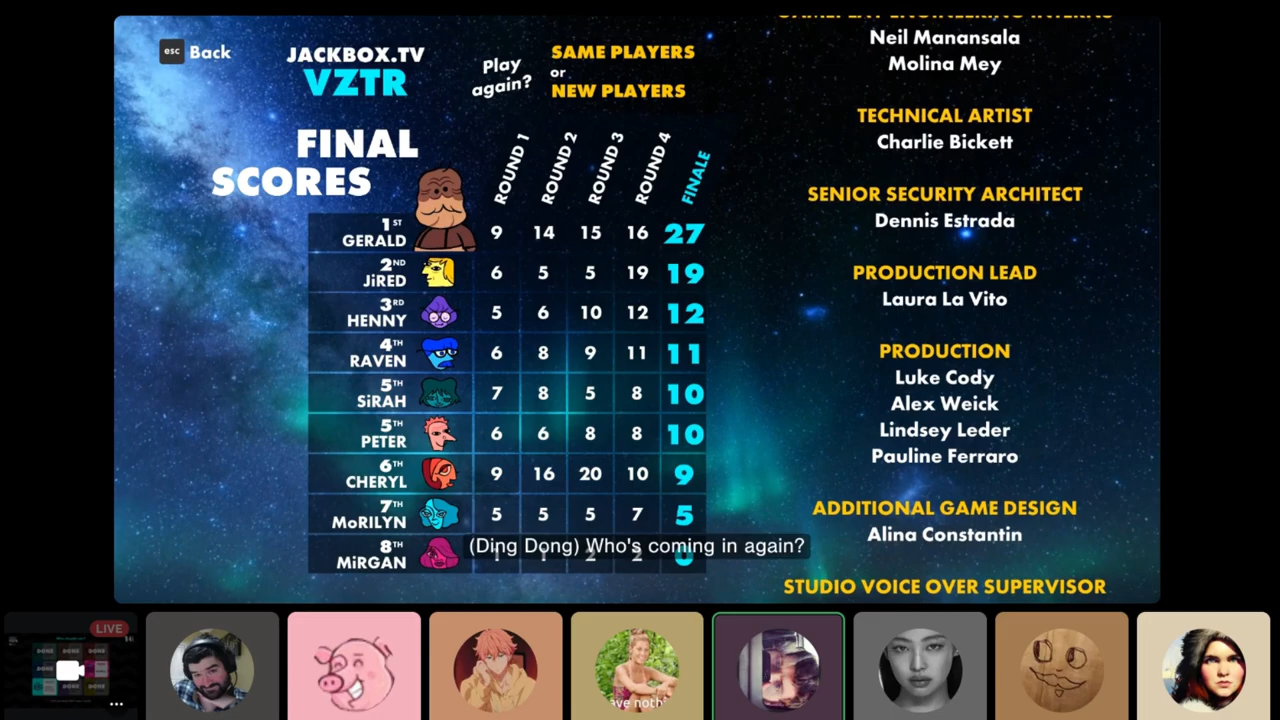 esc Back
JACKBOX.TV
VZTR
Play
again?
SAME PLAYERS
or
NEW PLAYERS
FINAL
SCORES
ROUND 1
ROUND 2
ROUND 3
ROUND 4
FINALE
1ST
GERALD 9 14 15 16 27
2ND
JiRED 6 5 5 19 19
3RD
HENNY 5 6 10 12 12
4TH
RAVEN 6 8 9 11 11
5TH
SiRAH 7 8 5 8 10
5TH
PETER 6 6 8 8 10
6TH
CHERYL 9 16 20 10 9
7TH
MoRILYN 5 5 5 7 5
8TH
MiRGAN
(Ding Dong) Who's coming in again?
GAMEPLAY ENGINEERING INTERNS
Neil Manansala
Molina Mey
TECHNICAL ARTIST
Charlie Bickett
SENIOR SECURITY ARCHITECT
Dennis Estrada
PRODUCTION LEAD
Laura La Vito
PRODUCTION
Luke Cody
Alex Weick
Lindsey Leder
Pauline Ferraro
ADDITIONAL GAME DESIGN
Alina Constantin
STUDIO VOICE OVER SUPERVISOR
LIVE